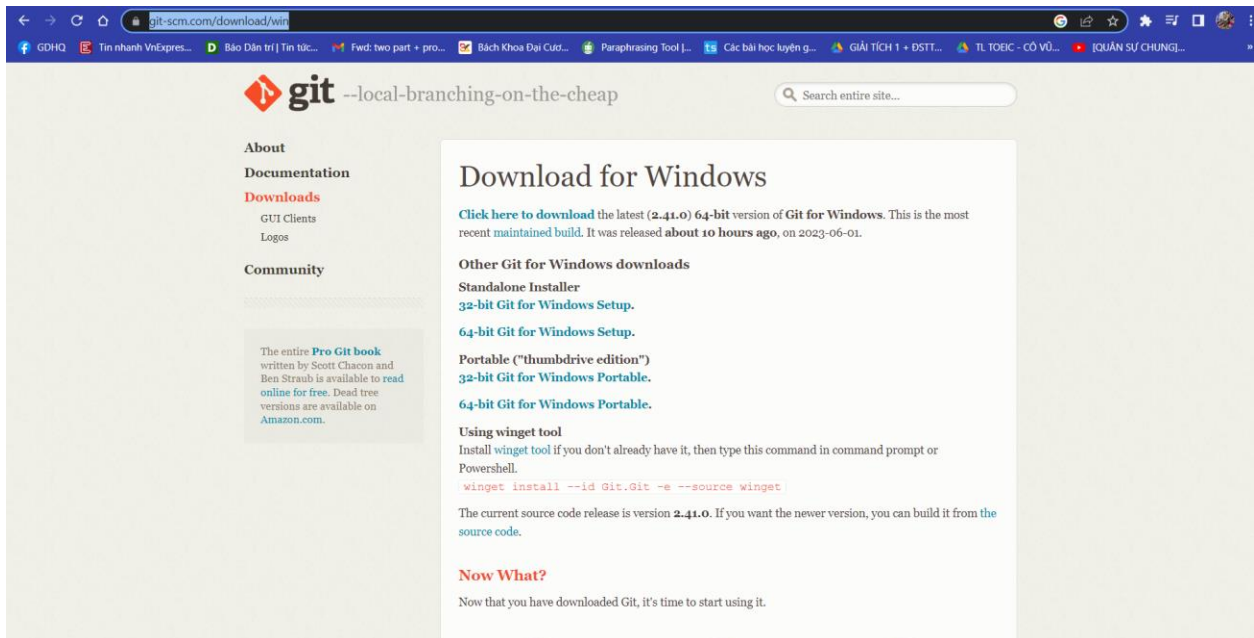 git-scm.com/download/win
GDHQ Tin nhanh VnExpres... Báo Dân trí | Tin tức... Fwd: two part + pro... Bách Khoa Đại Cươ... Paraphrasing Tool |... Các bài học luyện g... GIẢI TÍCH 1 + ĐSTT... TL TOEIC - CÔ VŨ... [QUÂN SỰ CHUNG]... »
git --local-branching-on-the-cheap
Search entire site...
About
Documentation
Downloads
GUI Clients
Logos
Community
The entire Pro Git book
written by Scott Chacon and
Ben Straub is available to read
online for free. Dead tree
versions are available on
Amazon.com.
Download for Windows
Click here to download the latest (2.41.0) 64-bit version of Git for Windows. This is the most
recent maintained build. It was released about 10 hours ago, on 2023-06-01.
Other Git for Windows downloads
Standalone Installer
32-bit Git for Windows Setup.
64-bit Git for Windows Setup.
Portable ("thumbdrive edition")
32-bit Git for Windows Portable.
64-bit Git for Windows Portable.
Using winget tool
Install winget tool if you don't already have it, then type this command in command prompt or
Powershell.
winget install --id Git.Git -e --source winget
The current source code release is version 2.41.0. If you want the newer version, you can build it from the
source code.
Now What?
Now that you have downloaded Git, it's time to start using it.